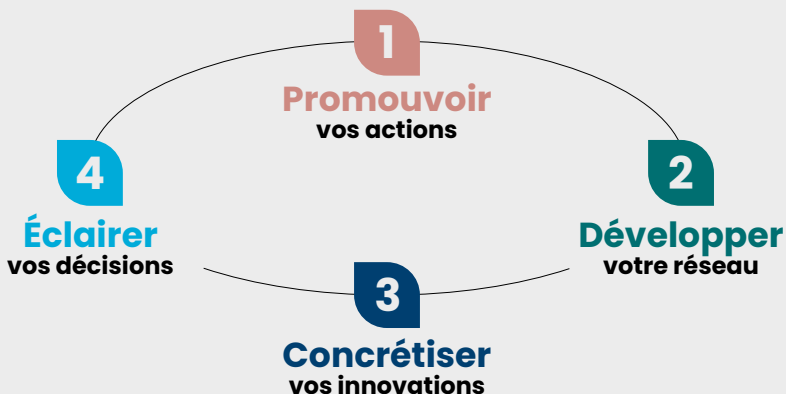 1
Promouvoir
vos actions
4
Éclairer
vos décisions
2
Développer
votre réseau
3
Concrétiser
vos innovations